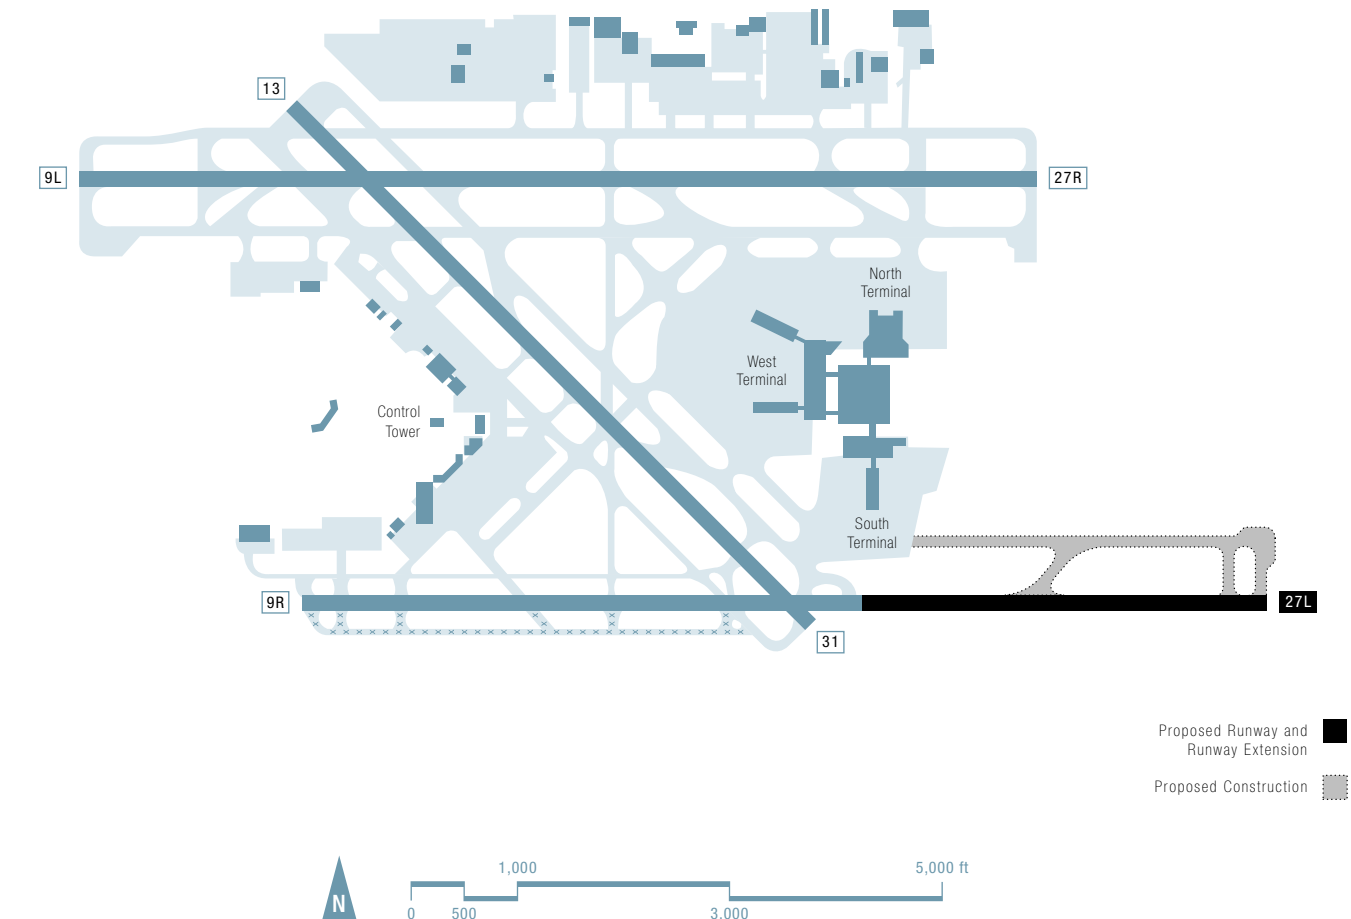 13
9L
27R
North
Terminal
West
Terminal
Control
Tower
South
Terminal
9R
27L
31
Proposed Runway and
Runway Extension
Proposed Construction
1,000
5,000 ft
N
0
500
3,000